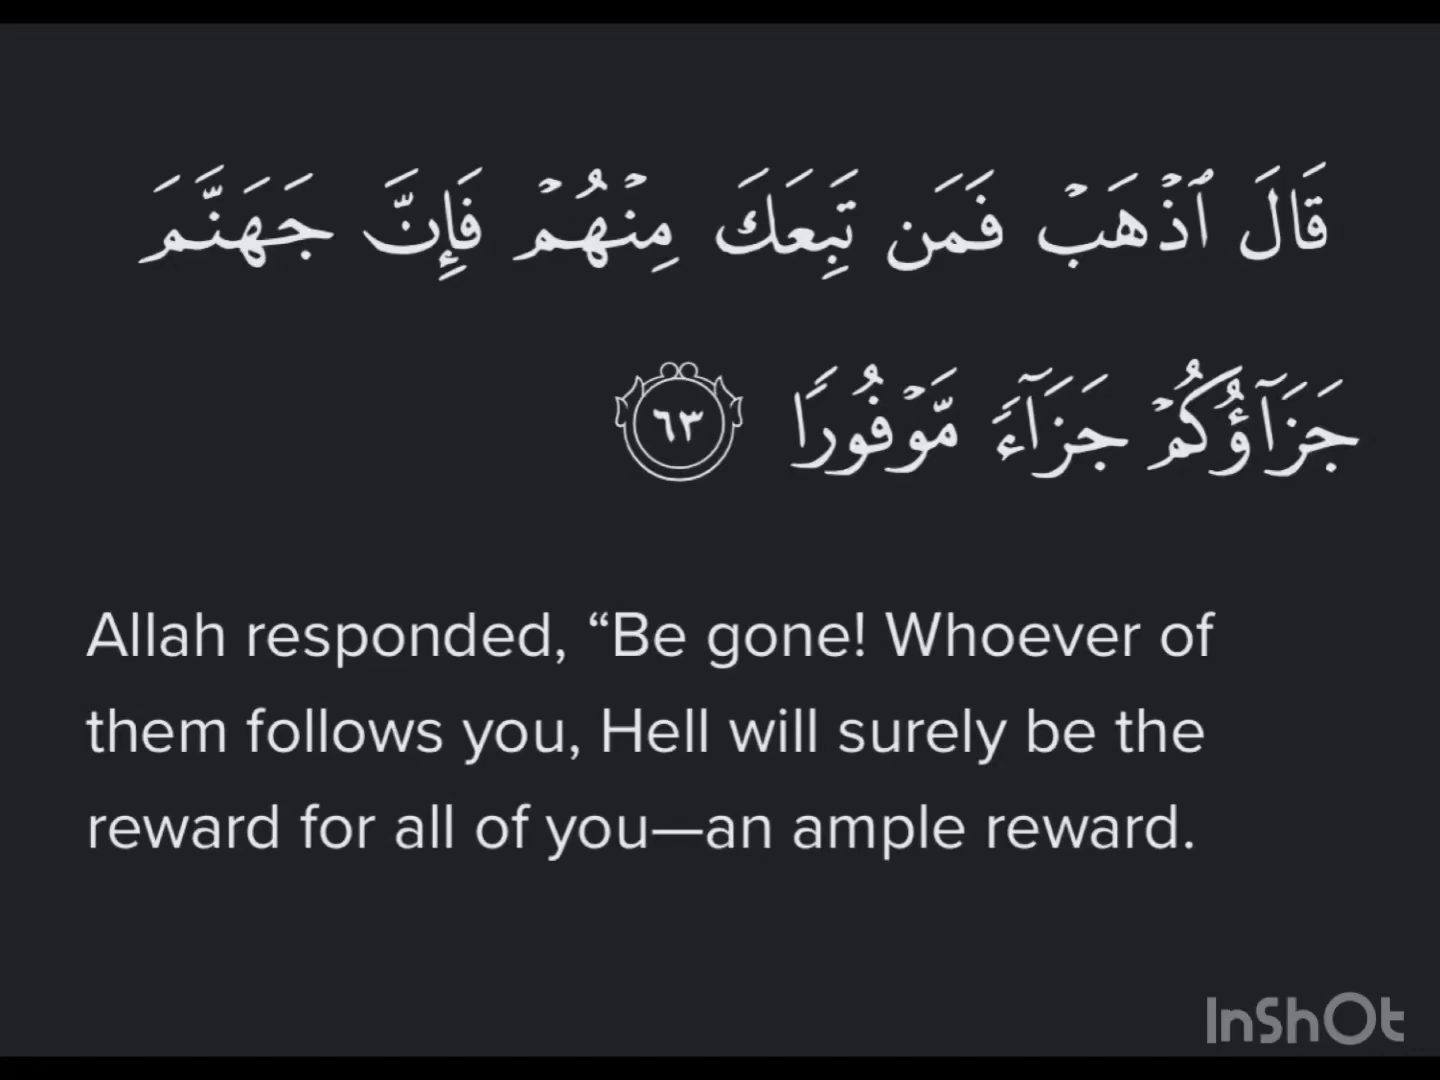 قَالَ ٱذۡهَبۡ فَمَن تَبِعَكَ مِنۡهُمۡ فَإِنَّ جَهَنَّمَ
جَزَآؤُكُمۡ جَزَآءٗ مَّوۡفُورٗا ٦٣
Allah responded, “Be gone! Whoever of
them follows you, Hell will surely be the
reward for all of you—an ample reward.
InShOt